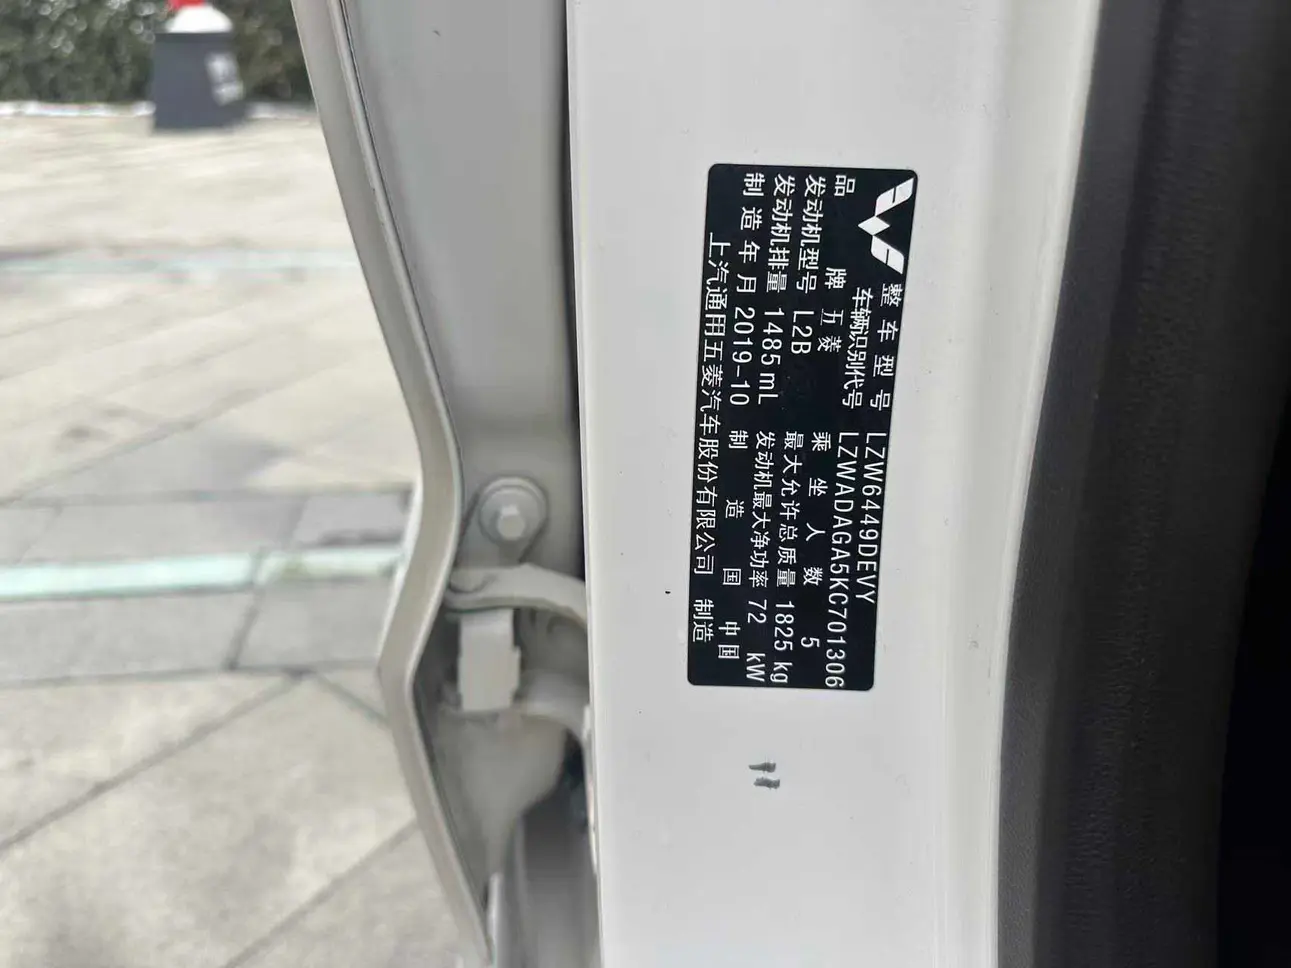 整车型号 LZW6449DEVY
车辆识别代号 LZWADAGA5KC701306
品牌 五菱 乘坐人数 5
发动机型号 L2B 最大允许总质量 1825 kg
发动机排量 1485 mL 发动机最大净功率 72 kW
制造年月 2019-10 制造国 中国
上汽通用五菱汽车股份有限公司 制造